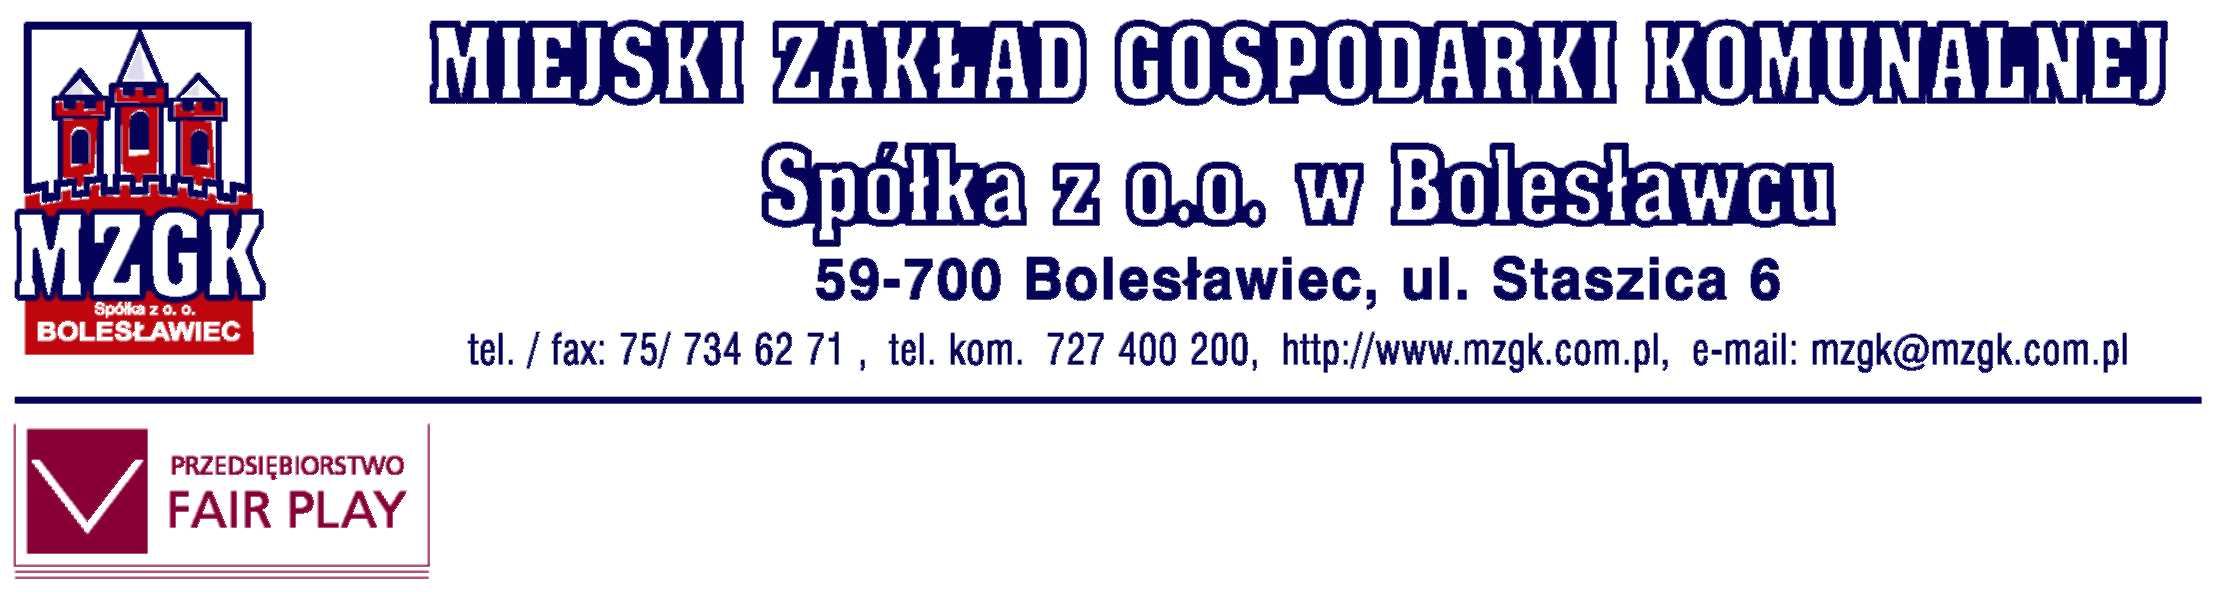 MIEJSKI ZAKŁAD GOSPODARKI KOMUNALNEJ
Spółka z o.o. w Bolesławcu
59-700 Bolesławiec, ul. Staszica 6
tel. / fax: 75/ 734 62 71 , tel. kom. 727 400 200, http://www.mzgk.com.pl, e-mail: mzgk@mzgk.com.pl
MZGK
Spółka z o. o.
BOLESŁAWIEC
PRZEDSIĘBIORSTWO
FAIR PLAY